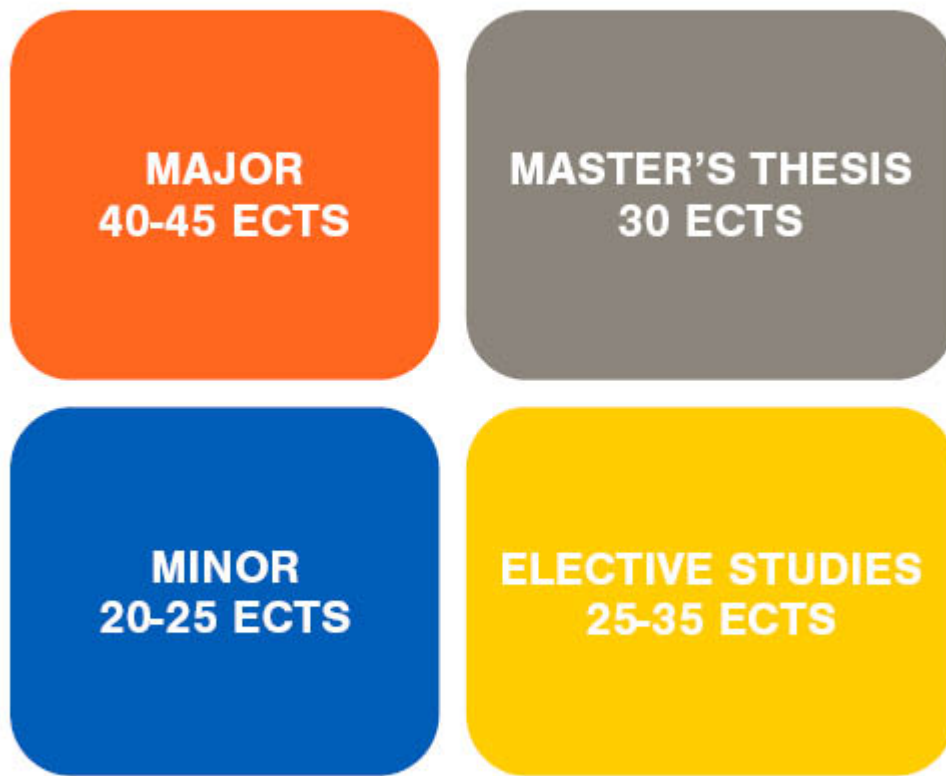 MAJOR
40-45 ECTS
MASTER’S THESIS
30 ECTS
MINOR
20-25 ECTS
ELECTIVE STUDIES
25-35 ECTS